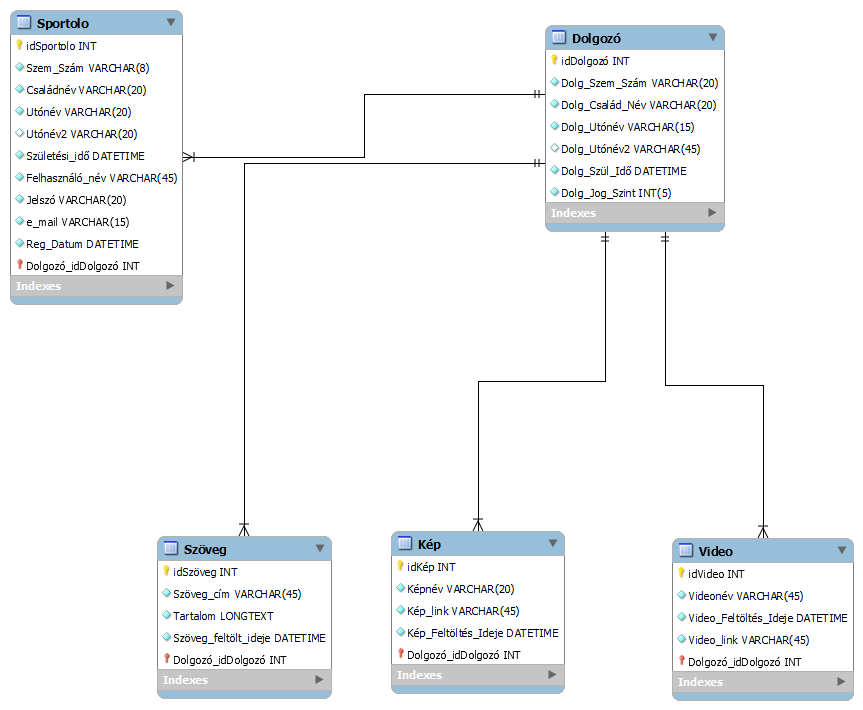 Sportolo
idSportolo INT
Szem_Szám VARCHAR(8)
Családnév VARCHAR(20)
Utónév VARCHAR(20)
Utónév2 VARCHAR(20)
Születési_idő DATETIME
Felhasználó_név VARCHAR(45)
Jelszó VARCHAR(20)
e_mail VARCHAR(15)
Reg_Datum DATETIME
Dolgozó_idDolgozó INT
Indexes
Dolgozó
idDolgozó INT
Dolg_Szem_Szám VARCHAR(20)
Dolg_Család_Név VARCHAR(20)
Dolg_Utónév VARCHAR(15)
Dolg_Utónév2 VARCHAR(45)
Dolg_Szül_Idő DATETIME
Dolg_Jog_Szint INT(5)
Indexes
Szöveg
idSzöveg INT
Szöveg_cím VARCHAR(45)
Tartalom LONGTEXT
Szöveg_feltölt_ideje DATETIME
Dolgozó_idDolgozó INT
Indexes
Kép
idKép INT
Képnév VARCHAR(20)
Kép_link VARCHAR(45)
Kép_Feltöltés_Ideje DATETIME
Dolgozó_idDolgozó INT
Indexes
Video
idVideo INT
Videonév VARCHAR(45)
Video_Feltöltés_Ideje DATETIME
Video_link VARCHAR(45)
Dolgozó_idDolgozó INT
Indexes